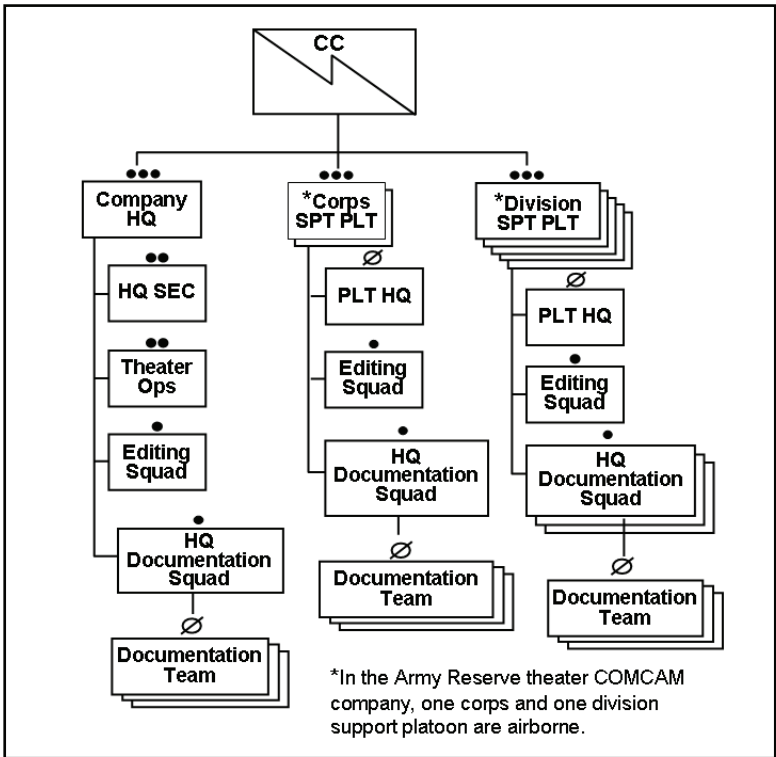 CC
Company
HQ
*Corps
SPT PLT
*Division
SPT PLT
HQ SEC
PLT HQ
PLT HQ
Theater
Ops
Editing
Squad
Editing
Squad
Editing
Squad
HQ
Documentation
Squad
HQ
Documentation
Squad
HQ
Documentation
Squad
Documentation
Team
Documentation
Team
Documentation
Team
*In the Army Reserve theater COMCAM
company, one corps and one division
support platoon are airborne.